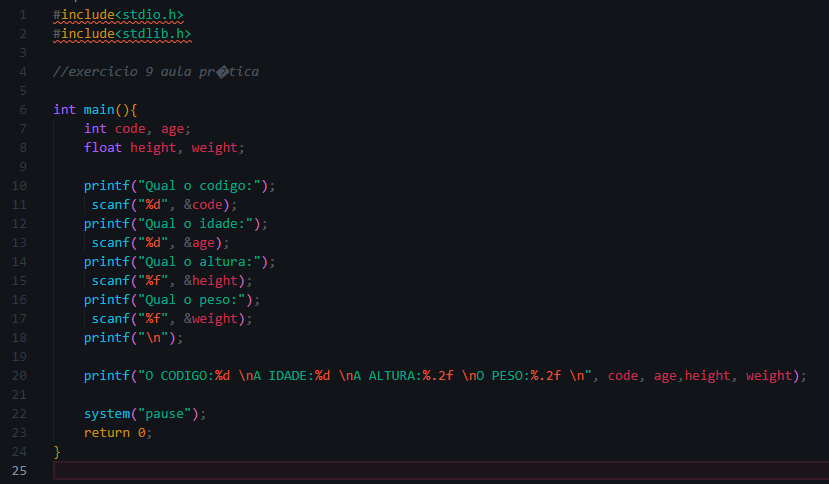 1 #include<stdio.h>
2 #include<stdlib.h>
3
4 //exercicio 9 aula pr�tica
5
6 int main(){
7 int code, age;
8 float height, weight;
9
10 printf("Qual o codigo:");
11 scanf("%d", &code);
12 printf("Qual o idade:");
13 scanf("%d", &age);
14 printf("Qual o altura:");
15 scanf("%f", &height);
16 printf("Qual o peso:");
17 scanf("%f", &weight);
18 printf("\n");
19
20 printf("O CODIGO:%d \nA IDADE:%d \nA ALTURA:%.2f \nO PESO:%.2f \n", code, age,height, weight);
21
22 system("pause");
23 return 0;
24 }
25